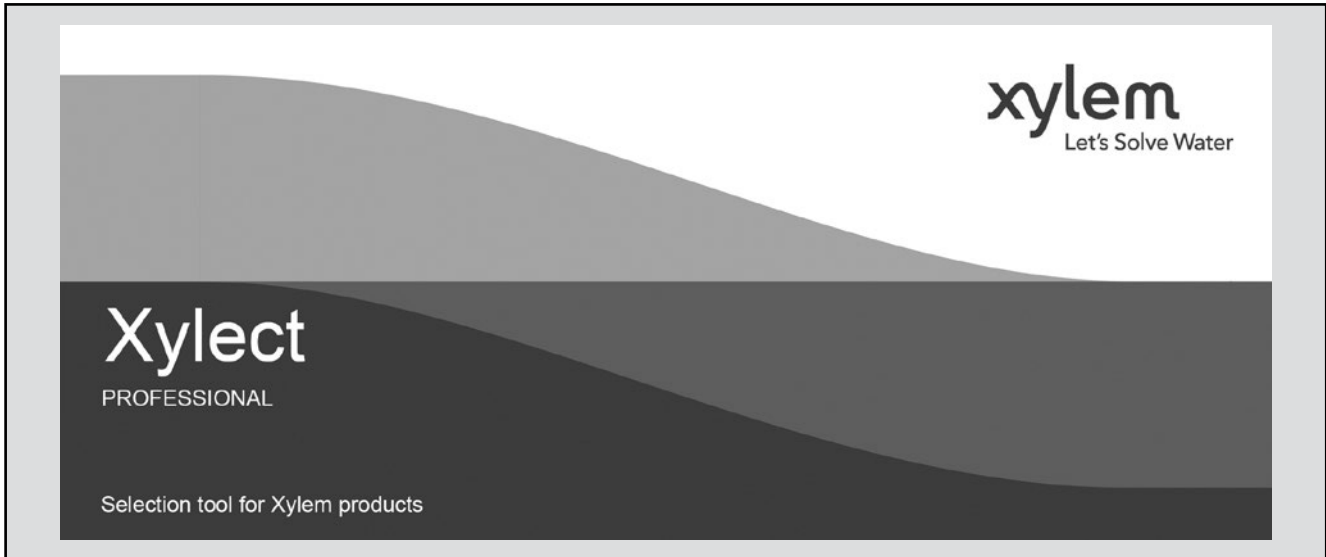 xylem
Let's Solve Water
Xylect
PROFESSIONAL
Selection tool for Xylem products